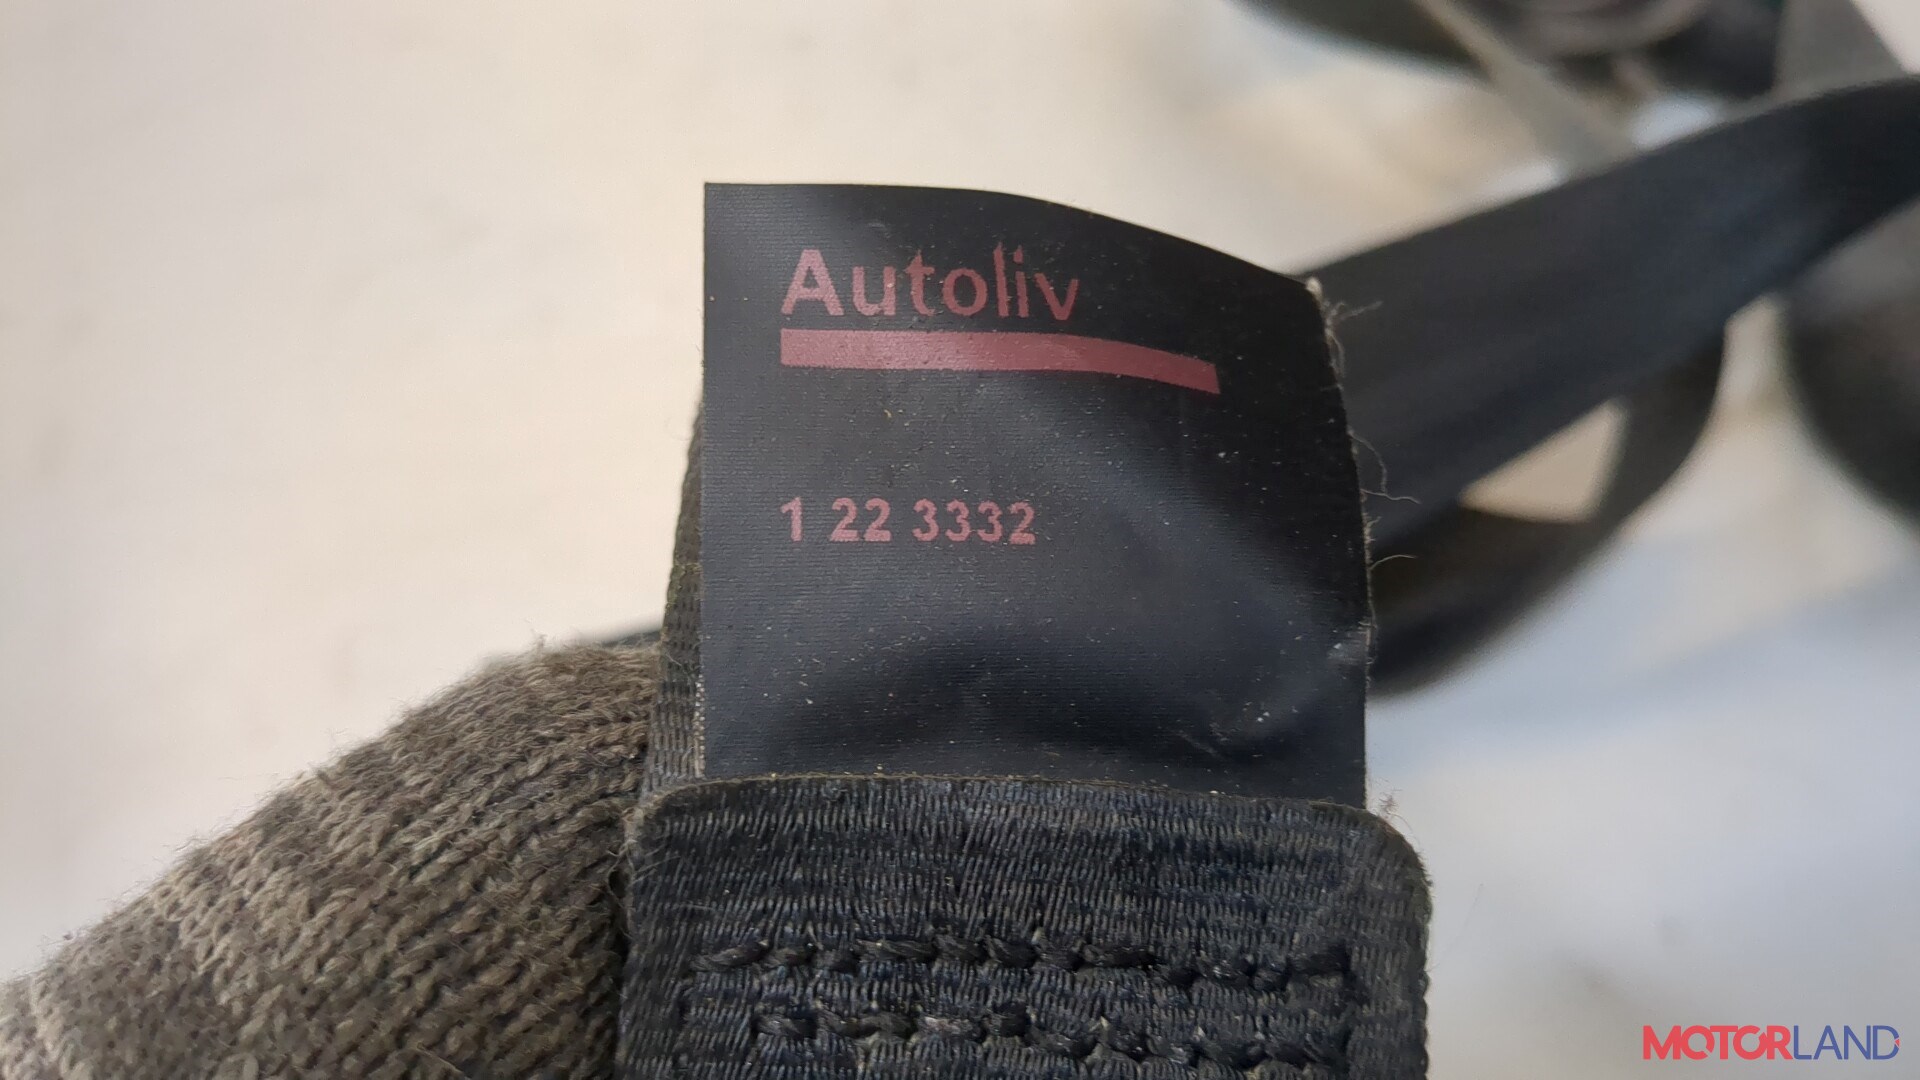 Autoliv
1 22 3332
MOTORLAND